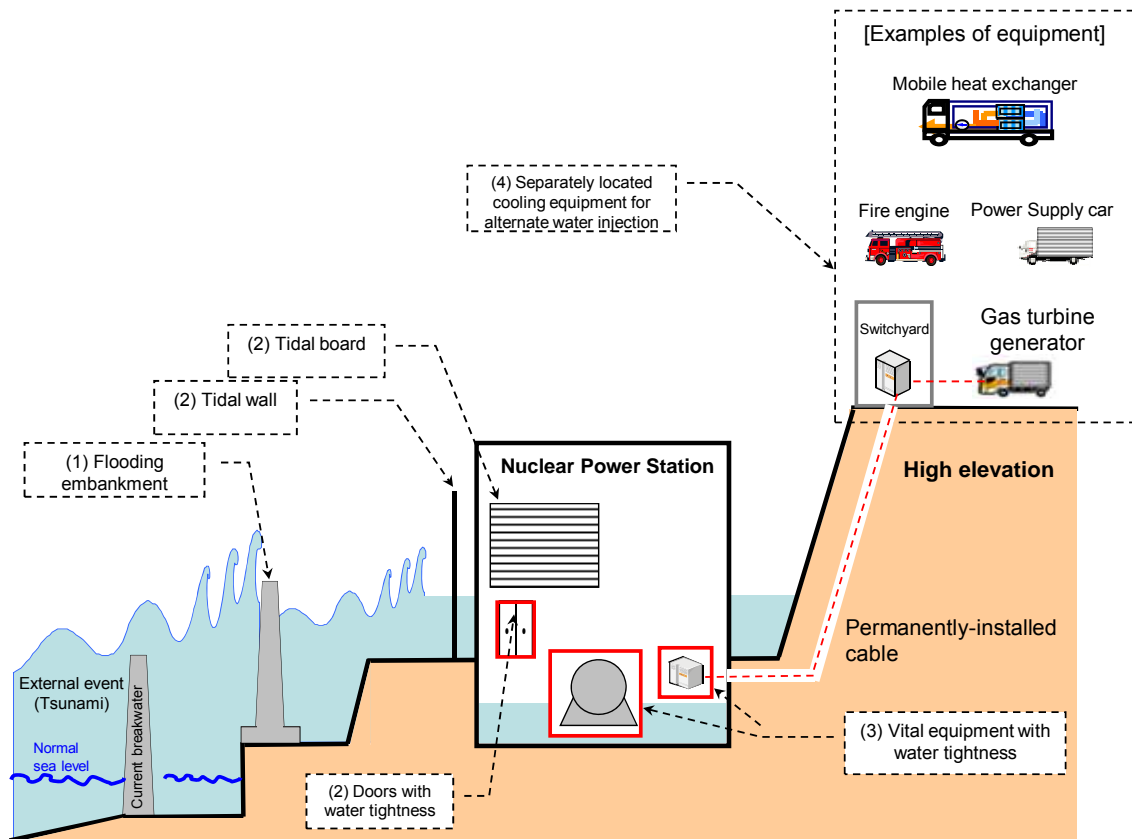 [Examples of equipment]
Mobile heat exchanger
(4) Separately located
cooling equipment for
alternate water injection
Fire engine
Power Supply car
Switchyard
Gas turbine
generator
(2) Tidal board
(2) Tidal wall
(1) Flooding
embankment
Nuclear Power Station
High elevation
Permanently-installed
cable
External event
(Tsunami)
Current breakwater
Normal
sea level
(3) Vital equipment with
water tightness
(2) Doors with
water tightness